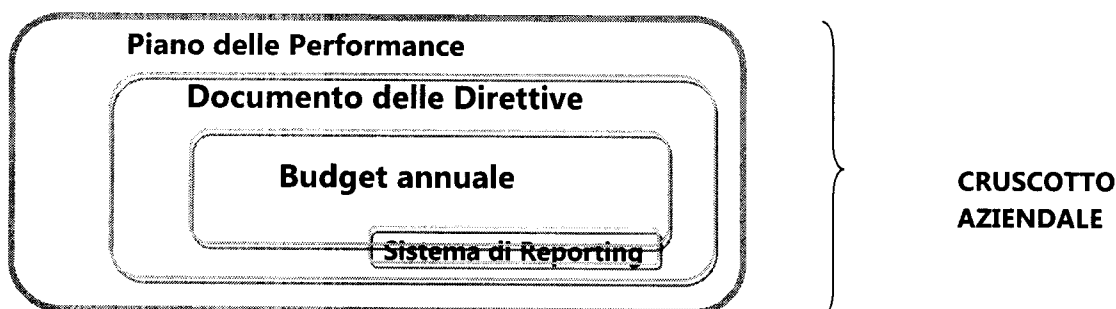 Piano delle Performance
Documento delle Direttive
Budget annuale
Sistema di Reporting
CRUSCOTTO
AZIENDALE